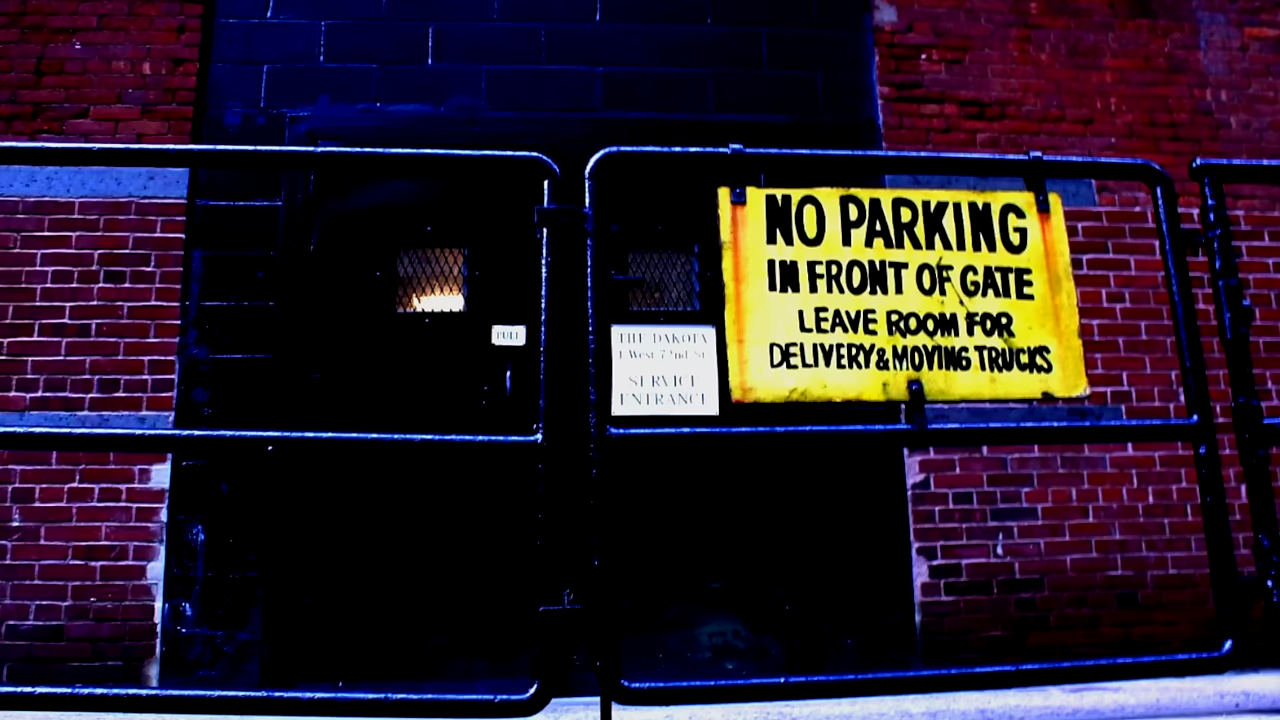 NO PARKING
IN FRONT OF GATE
LEAVE ROOM FOR
DELIVERY & MOVING TRUCKS
PULL
THE DAKOTA
1 West 72nd St.
SERVICE
ENTRANCE